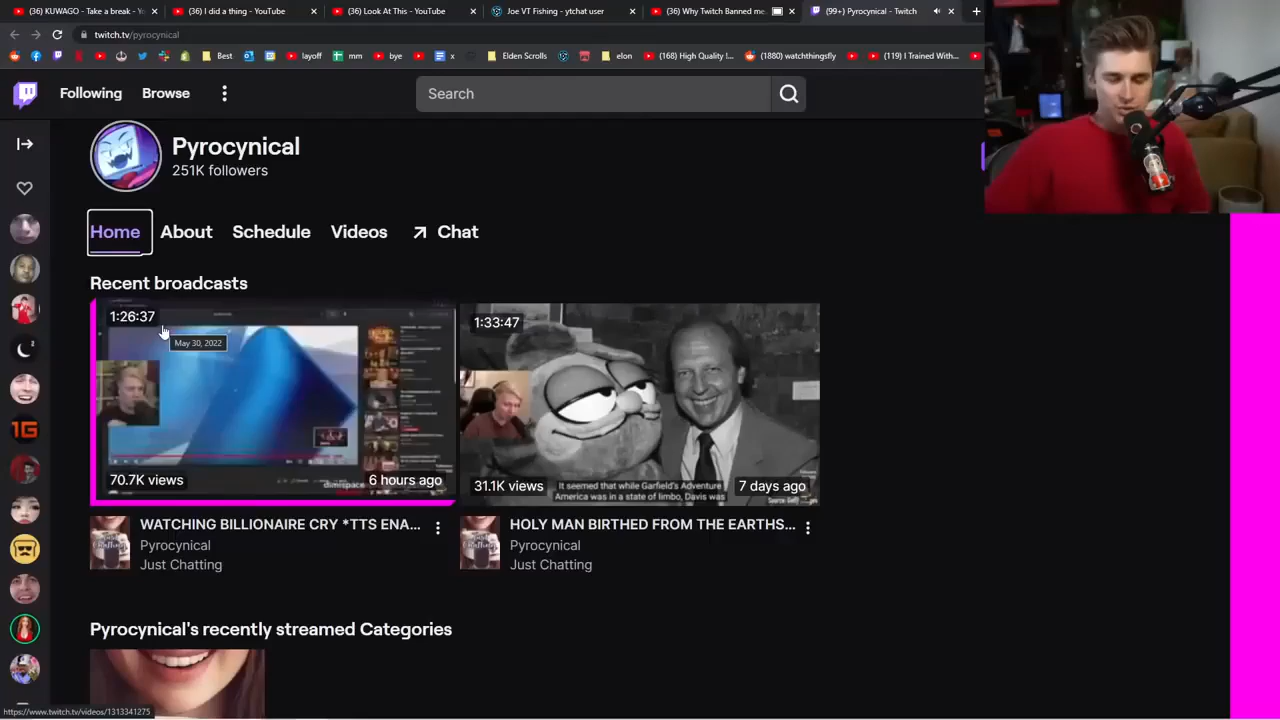 (36) KUWAGO - Take a break - Yo
(36) I did a thing - YouTube
(36) Look At This - YouTube
Joe VT Fishing - ytchat user
(36) Why Twitch Banned me
(99+) Pyrocynical - Twitch
twitch.tv/pyrocynical
Best
layoff
mm
bye
x
Elden Scrolls
elon
(168) High Quality I...
(1880) watchthingsfly
(119) I Trained With...
Following
Browse
Search
Pyrocynical
251K followers
Home
About
Schedule
Videos
Chat
Recent broadcasts
1:26:37
May 30, 2022
70.7K views
6 hours ago
1:33:47
31.1K views
It seemed that while Garfield's Adventure
America was in a state of limbo, Davis was
7 days ago
WATCHING BILLIONAIRE CRY *TTS ENA...
Pyrocynical
Just Chatting
HOLY MAN BIRTHED FROM THE EARTHS...
Pyrocynical
Just Chatting
Pyrocynical's recently streamed Categories
https://www.twitch.tv/videos/1313341275